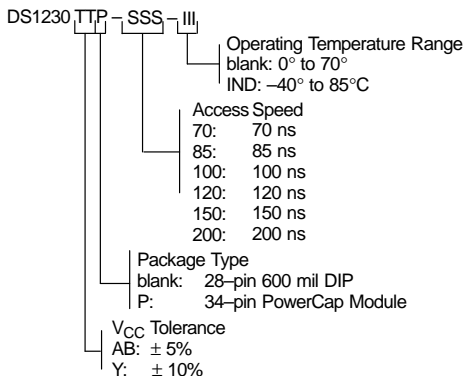 DS1230 TTP – SSS – III
Operating Temperature Range
blank: 0° to 70°
IND: –40° to 85°C
Access Speed
70: 70 ns
85: 85 ns
100: 100 ns
120: 120 ns
150: 150 ns
200: 200 ns
Package Type
blank: 28–pin 600 mil DIP
P: 34–pin PowerCap Module
VCC Tolerance
AB: ± 5%
Y: ± 10%